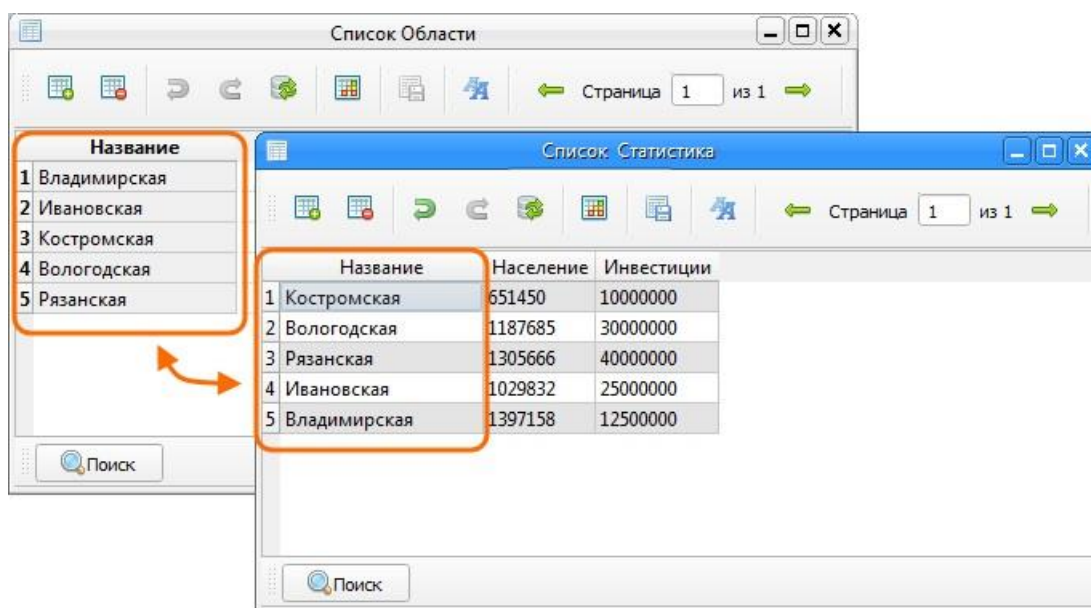 Список Области
Страница 1 из 1
Название
1 Владимирская
2 Ивановская
3 Костромская
4 Вологодская
5 Рязанская
Поиск
Список Статистика
Страница 1 из 1
Название Население Инвестиции
1 Костромская 651450 10000000
2 Вологодская 1187685 30000000
3 Рязанская 1305666 40000000
4 Ивановская 1029832 25000000
5 Владимирская 1397158 12500000
Поиск